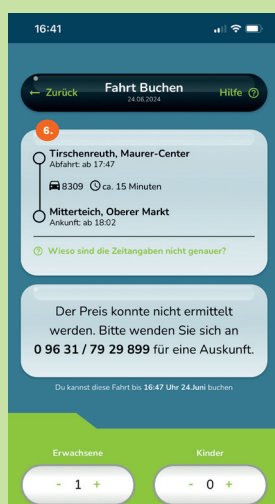 16:41
← Zurück
Fahrt Buchen
24.06.2024
Hilfe
6.
Tirschenreuth, Maurer-Center
Abfahrt: ab 17:47
8309 ca. 15 Minuten
Mitterteich, Oberer Markt
Ankunft: ab 18:02
Wieso sind die Zeitangaben nicht genauer?
Der Preis konnte nicht ermittelt
werden. Bitte wenden Sie sich an
0 96 31 / 79 29 899 für eine Auskunft.
Du kannst diese Fahrt bis 16:47 Uhr 24.Juni buchen
Erwachsene
Kinder
- 1 +
- 0 +